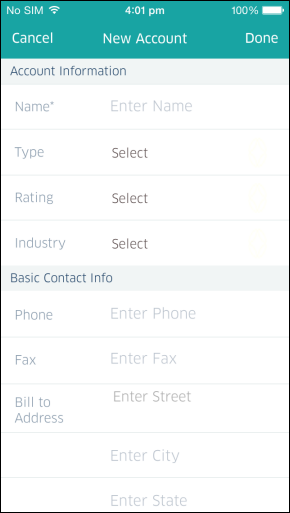 No SIM 4:01 pm 100%
Cancel New Account Done
Account Information
Name* Enter Name
Type Select
Rating Select
Industry Select
Basic Contact Info
Phone Enter Phone
Fax Enter Fax
Bill to Enter Street
Address
Enter City
Enter State